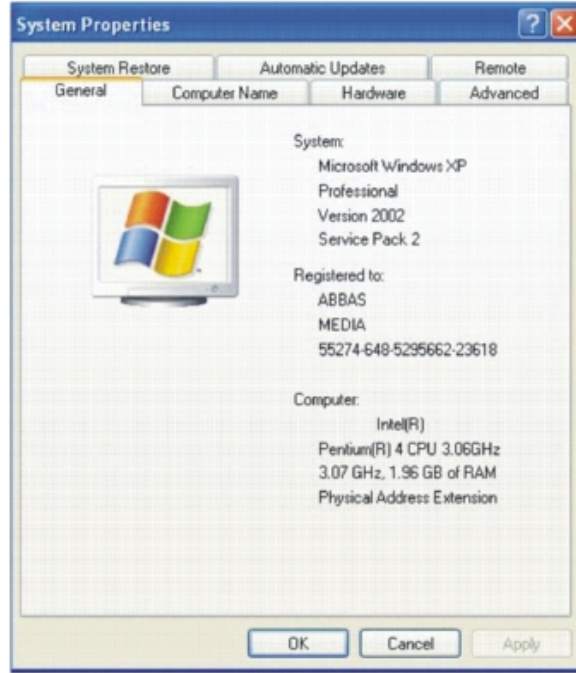 System Properties
System Restore Automatic Updates Remote
General Computer Name Hardware Advanced
System:
Microsoft Windows XP
Professional
Version 2002
Service Pack 2
Registered to:
ABBAS
MEDIA
55274-648-5295662-23618
Computer:
Intel(R)
Pentium(R) 4 CPU 3.06GHz
3.07 GHz, 1.96 GB of RAM
Physical Address Extension
OK Cancel Apply